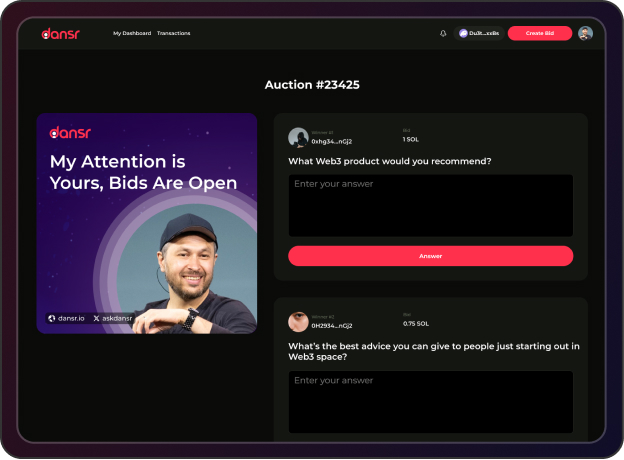 dansr
My Dashboard
Transactions
Du3t...xxBs
Create Bid
Auction #23425
dansr
My Attention is
Yours, Bids Are Open
dansr.io
askdansr
Winner #1
Bid
0xhg34...nGj2
1 SOL
What Web3 product would you recommend?
Enter your answer
Answer
Winner #2
Bid
0H2934...nGj2
0.75 SOL
What's the best advice you can give to people just starting out in
Web3 space?
Enter your answer